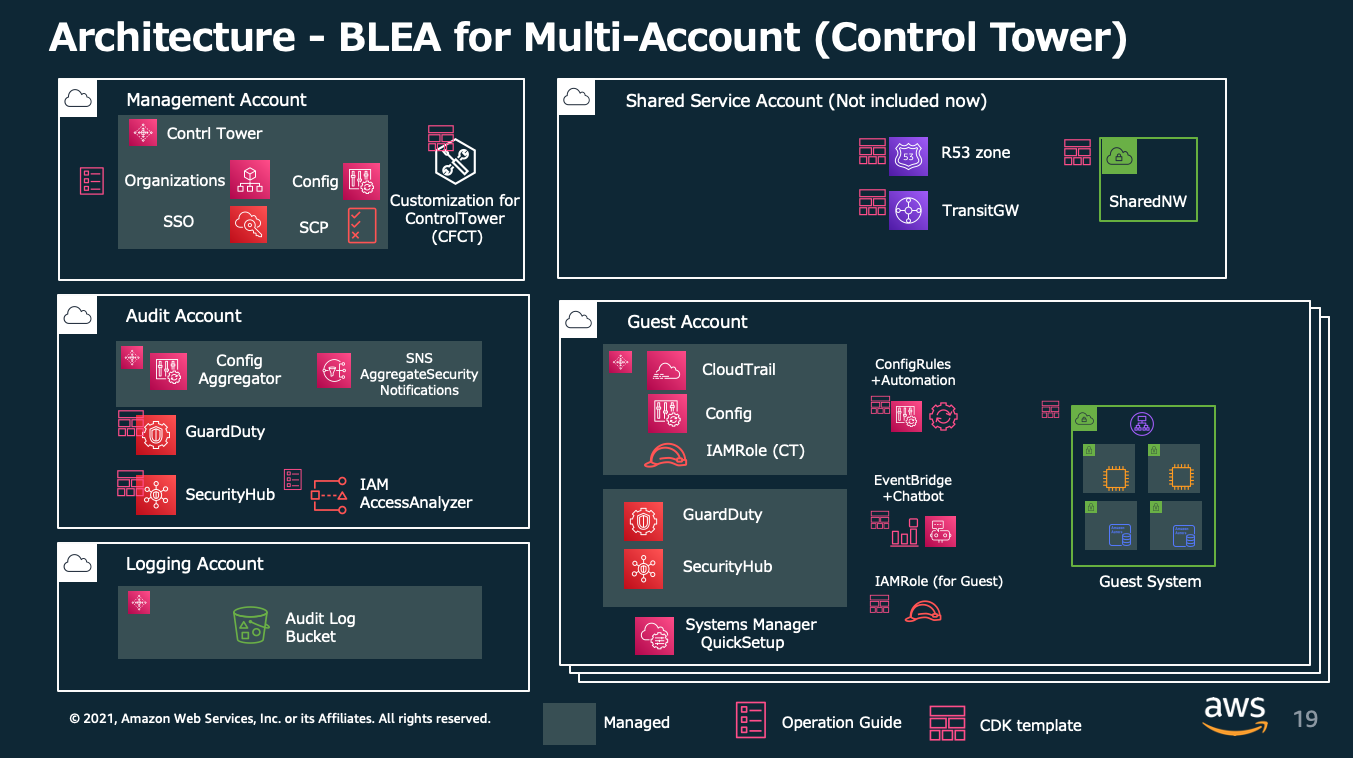 Architecture - BLEA for Multi-Account (Control Tower)
Management Account
Contrl Tower
Organizations
Config
SSO
SCP
Customization for
ControlTower
(CFCT)
Shared Service Account (Not included now)
53
R53 zone
TransitGW
SharedNW
Audit Account
Config
Aggregator
SNS
AggregateSecurity
Notifications
GuardDuty
SecurityHub
IAM
AccessAnalyzer
Logging Account
Audit Log
Bucket
Guest Account
CloudTrail
Config
IAMRole (CT)
GuardDuty
SecurityHub
Systems Manager
QuickSetup
ConfigRules
+Automation
EventBridge
+Chatbot
IAMRole (for Guest)
Guest System
© 2021, Amazon Web Services, Inc. or its Affiliates. All rights reserved.
Managed
Operation Guide
CDK template
aws
19